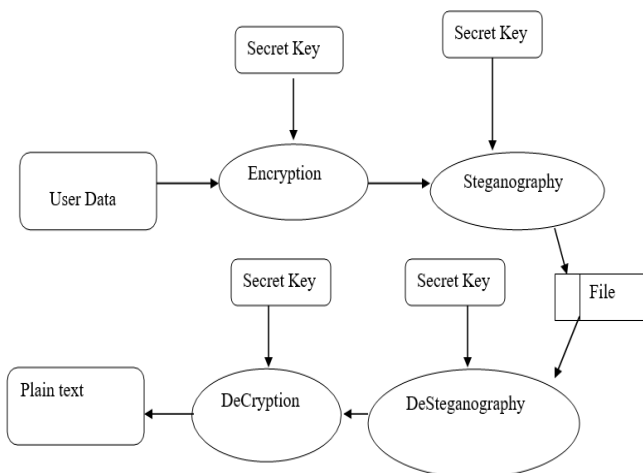 Secret Key
Secret Key
User Data
Encryption
Steganography
Secret Key
Secret Key
File
Plain text
DeCryption
DeSteganography